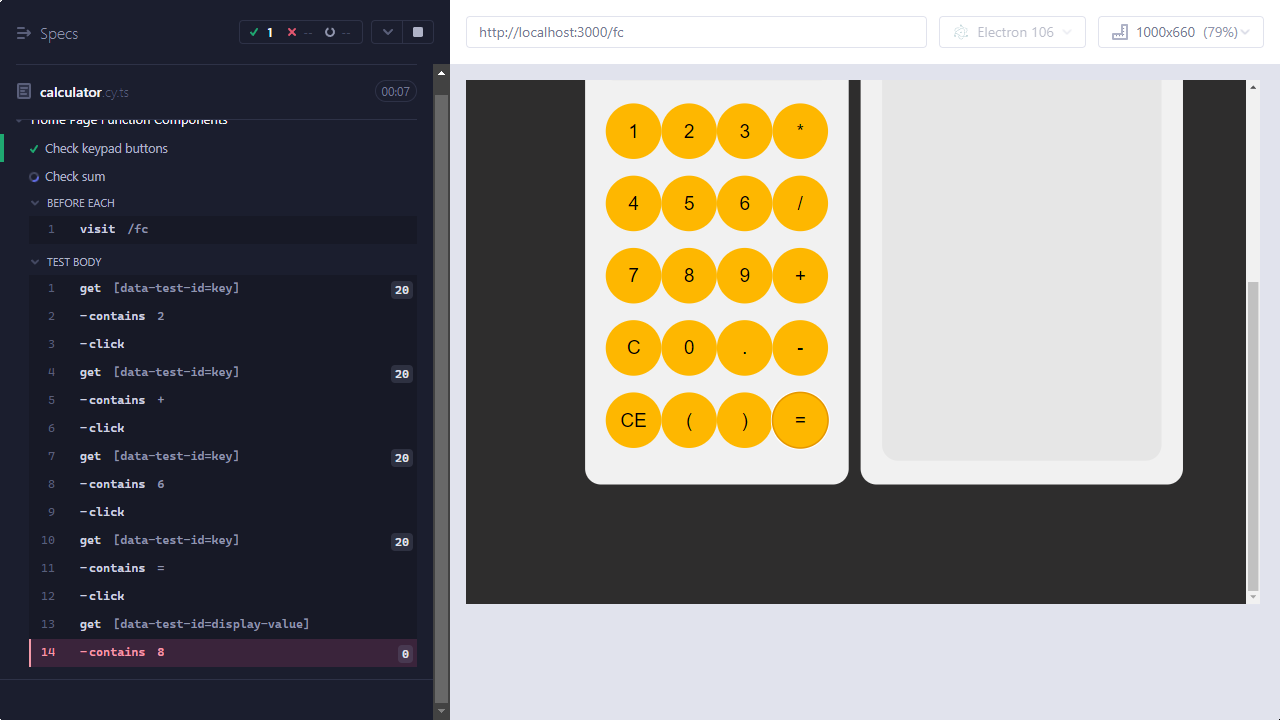 Specs
1 -- --
calculator.cy.ts 00:07
Home Page Function Components
Check keypad buttons
Check sum
BEFORE EACH
1 visit /fc
TEST BODY
1 get [data-test-id=key] 20
2 -contains 2
3 -click
4 get [data-test-id=key] 20
5 -contains +
6 -click
7 get [data-test-id=key] 20
8 -contains 6
9 -click
10 get [data-test-id=key] 20
11 -contains =
12 -click
13 get [data-test-id=display-value]
14 -contains 8 0
http://localhost:3000/fc
Electron 106
1000x660 (79%)
1 2 3 *
4 5 6 /
7 8 9 +
C 0 . -
CE ( ) =